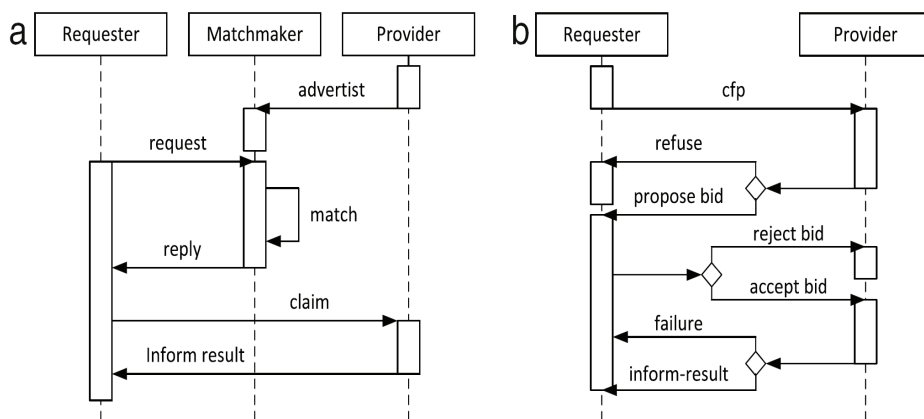 a
Requester
Matchmaker
Provider
advertist
request
match
reply
claim
Inform result
b
Requester
Provider
cfp
refuse
propose bid
reject bid
accept bid
failure
inform-result